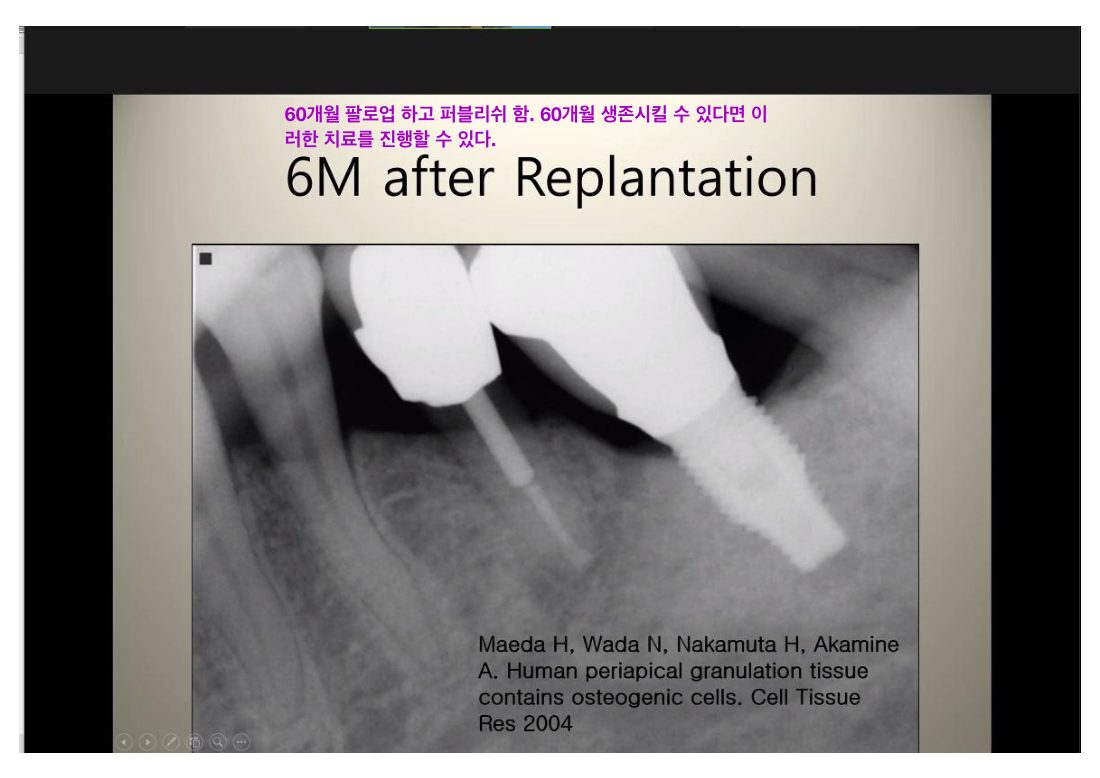 60개월 팔로업 하고 퍼블리쉬 함. 60개월 생존시킬 수 있다면 이
러한 치료를 진행할 수 있다.
6M after Replantation
Maeda H, Wada N, Nakamuta H, Akamine
A. Human periapical granulation tissue
contains osteogenic cells. Cell Tissue
Res 2004